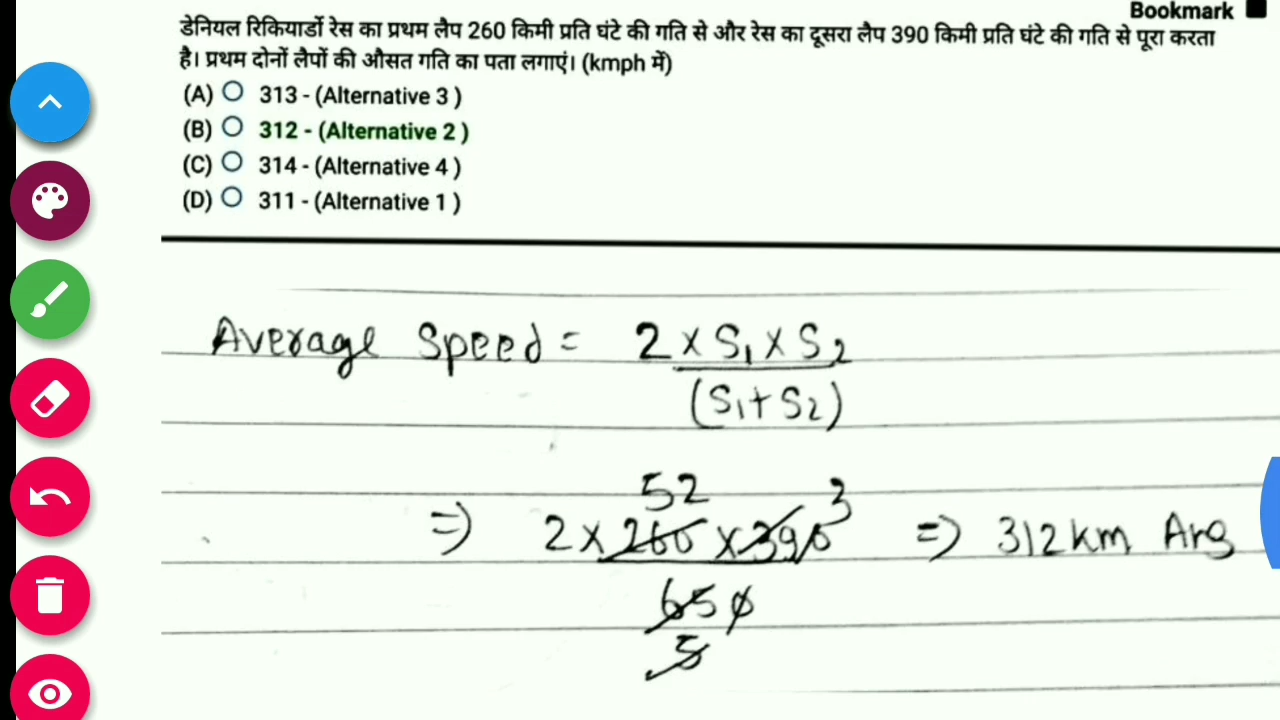 Bookmark
डेनियल रिकियार्डो रेस का प्रथम लैप 260 किमी प्रति घंटे की गति से और रेस का दूसरा लैप 390 किमी प्रति घंटे की गति से पूरा करता
है। प्रथम दोनों लैपों की औसत गति का पता लगाएं। (kmph में)
(A) 313 - (Alternative 3 )
(B) 312 - (Alternative 2 )
(C) 314 - (Alternative 4 )
(D) 311 - (Alternative 1 )
Average Speed = 2 × S₁ × S₂
(S₁ + S₂)
52 3
=) 2 × 260 × 390 =) 312 km Arg
650
5